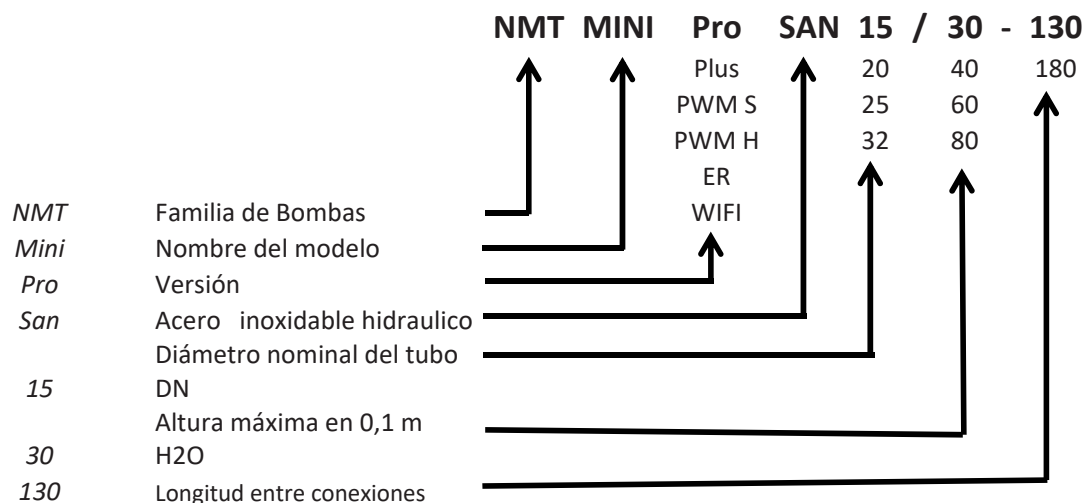 NMT MINI Pro SAN 15 / 30 - 130
Plus 20 40 180
PWM S 25 60
PWM H 32 80
ER
WIFI
NMT Familia de Bombas
Mini Nombre del modelo
Pro Versión
San Acero inoxidable hidraulico
Diámetro nominal del tubo
15 DN
Altura máxima en 0,1 m
30 H2O
130 Longitud entre conexiones